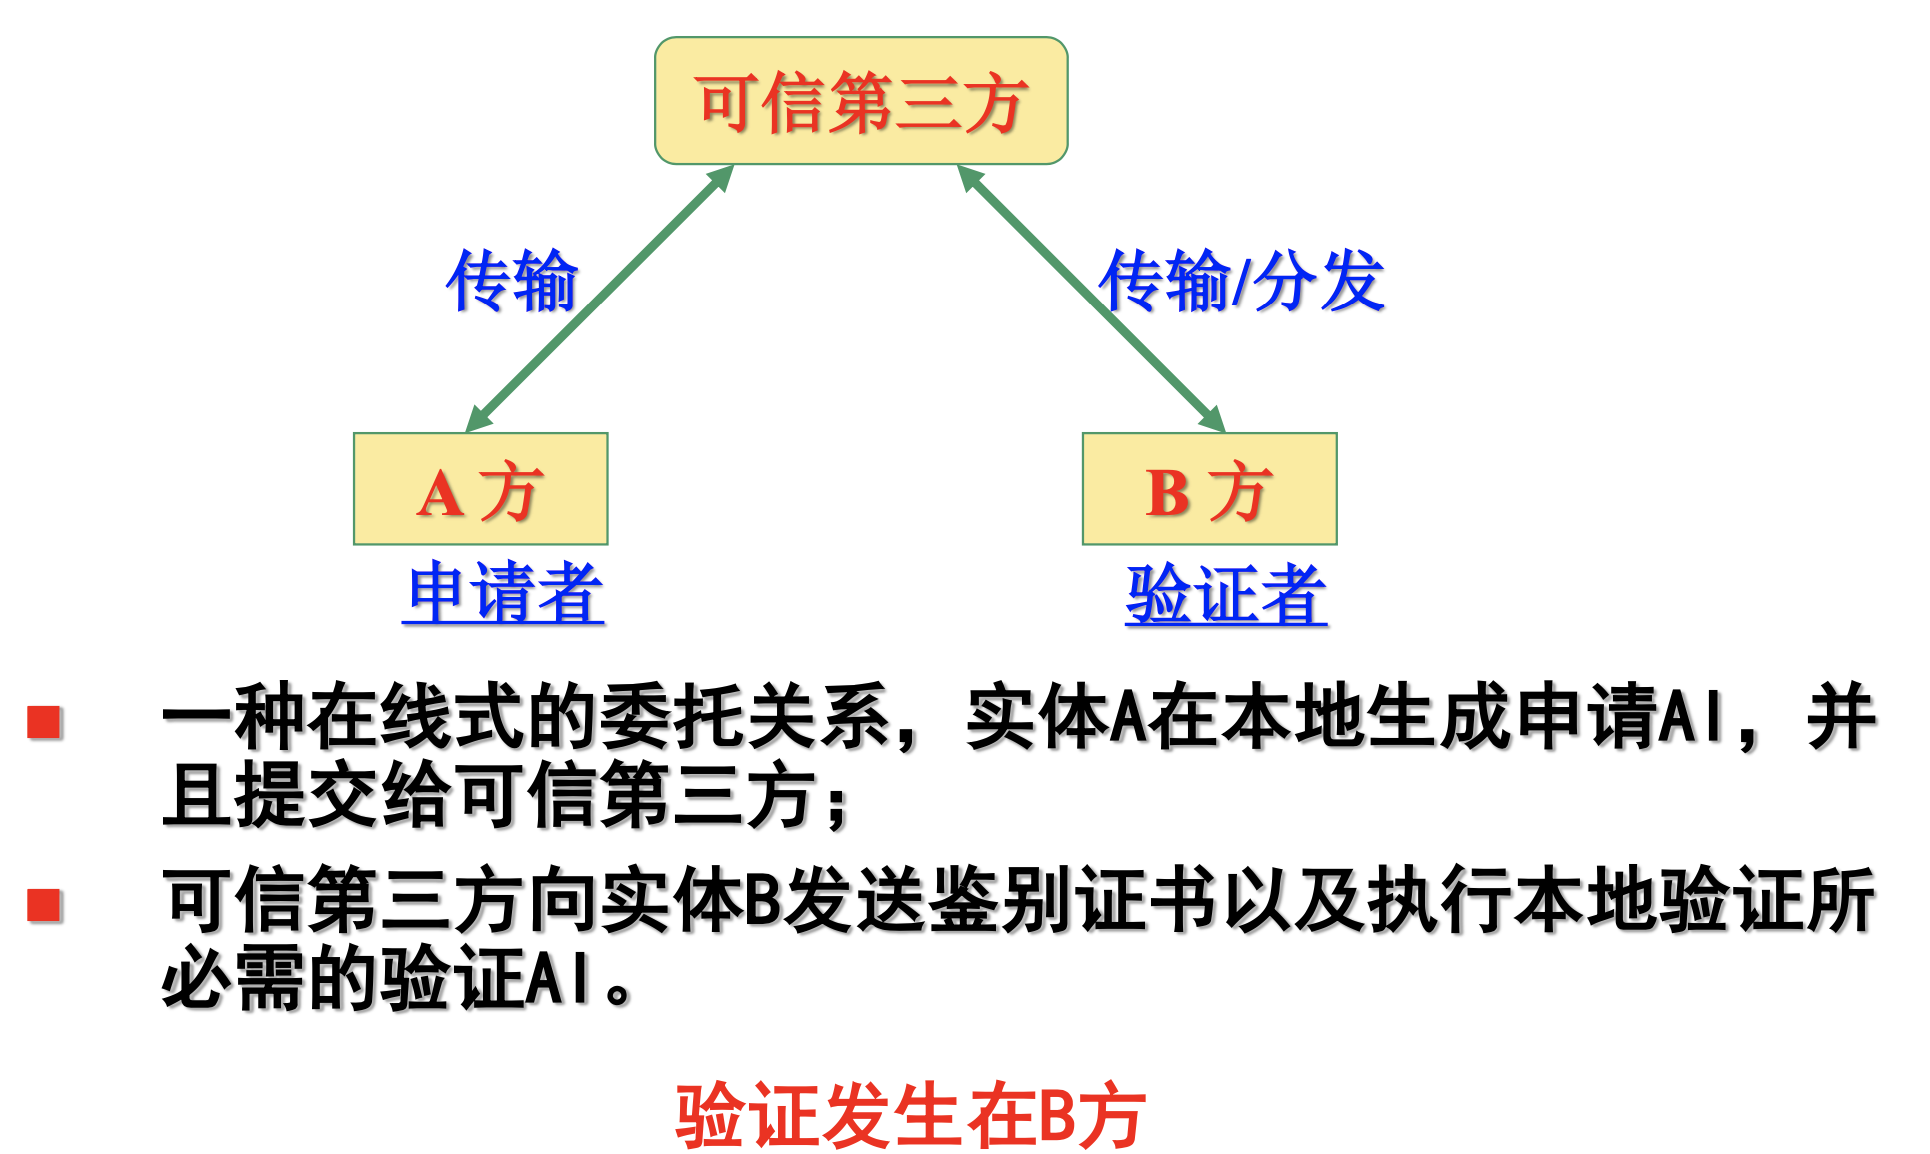 可信第三方
传输
传输/分发
A 方
B 方
申请者
验证者
一种在线式的委托关系，实体A在本地生成申请AI，并
且提交给可信第三方；
可信第三方向实体B发送鉴别证书以及执行本地验证所
必需的验证AI。
验证发生在B方